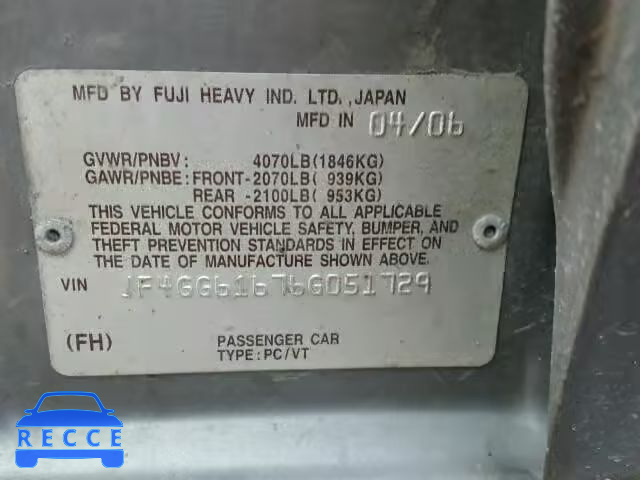 MFD BY FUJI HEAVY IND. LTD.,JAPAN
MFD IN 04/06
GVWR/PNBV: 4070LB(1846KG)
GAWR/PNBE:FRONT-2070LB( 939KG)
REAR -2100LB( 953KG)
THIS VEHICLE CONFORMS TO ALL APPLICABLE
FEDERAL MOTOR VEHICLE SAFETY, BUMPER, AND
THEFT PREVENTION STANDARDS IN EFFECT ON
THE DATE OF MANUFACTURE SHOWN ABOVE.
VIN JF4GG61676G051729
(FH) PASSENGER CAR
TYPE:PC/VT
RECCE